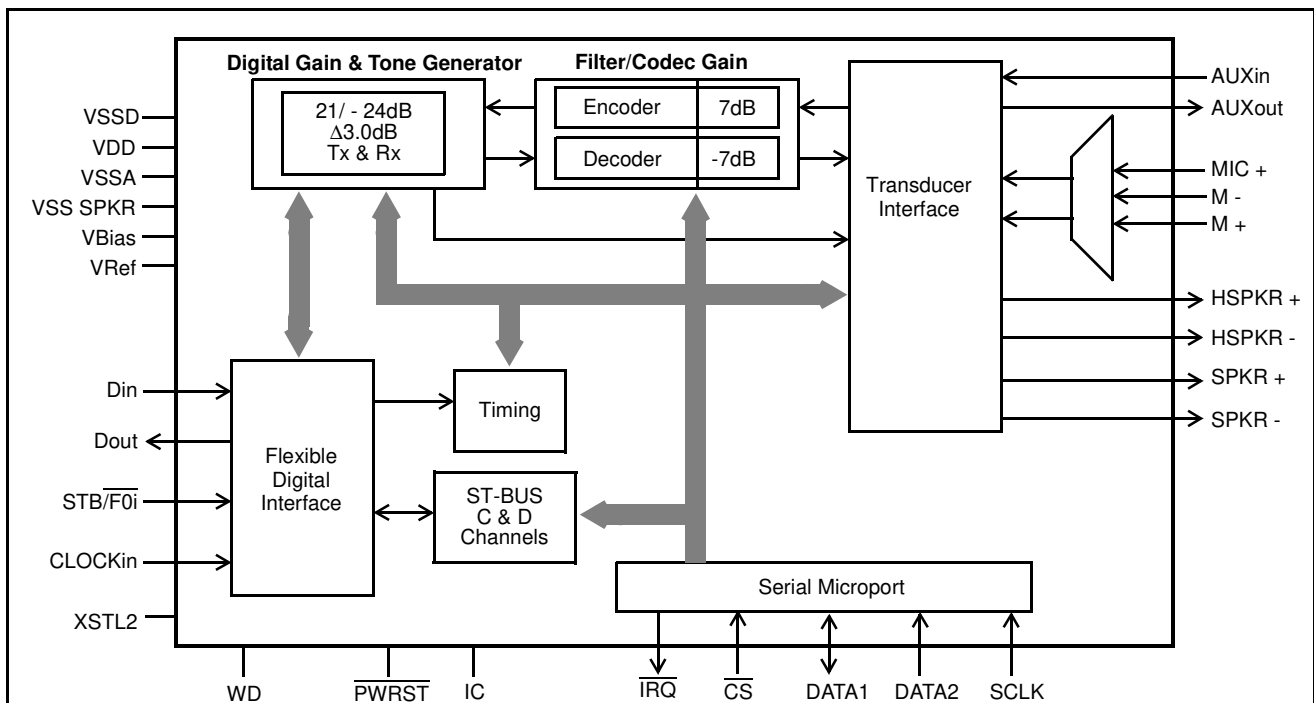 Digital Gain & Tone Generator
Filter/Codec Gain
21/ - 24dB
Δ3.0dB
Tx & Rx
Encoder
7dB
Decoder
-7dB
Transducer
Interface
AUXin
AUXout
MIC +
M -
M +
HSPKR +
HSPKR -
SPKR +
SPKR -
VSSD
VDD
VSSA
VSS SPKR
VBias
VRef
Din
Dout
STB/F0i
CLOCKin
XSTL2
Flexible
Digital
Interface
Timing
ST-BUS
C & D
Channels
Serial Microport
WD
PWRST
IC
IRQ
CS
DATA1
DATA2
SCLK